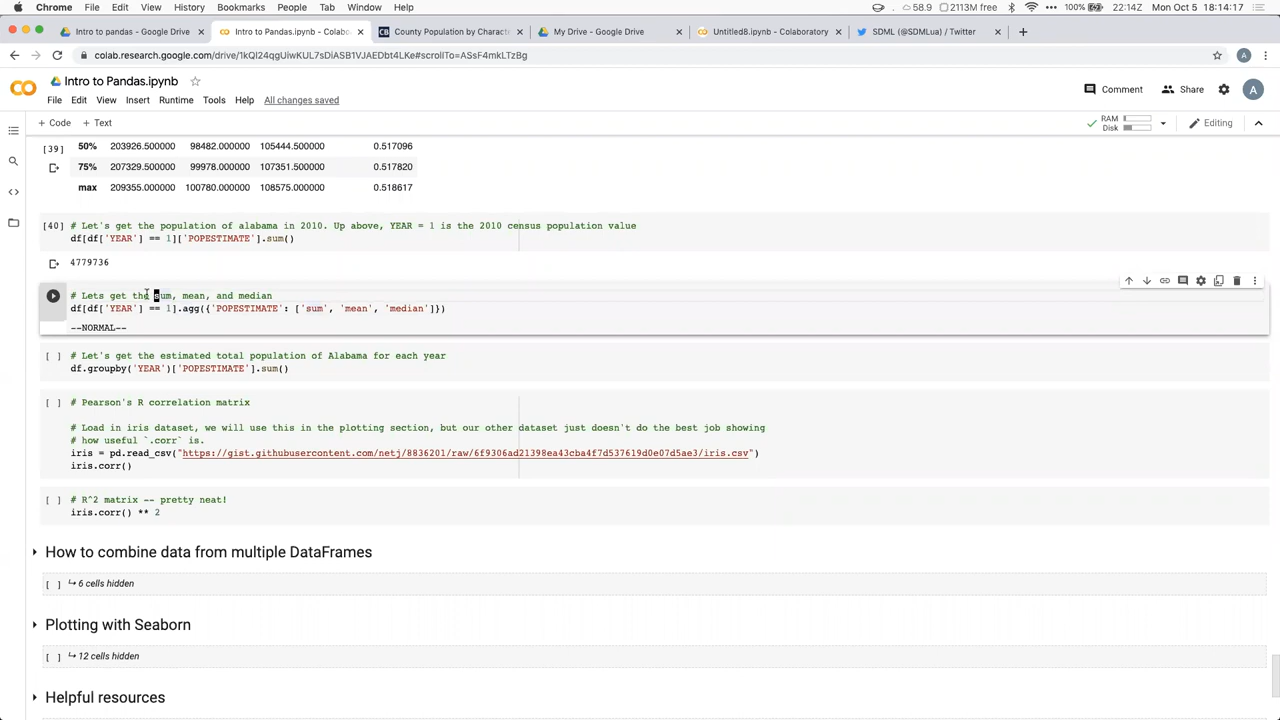 Chrome File Edit View History Bookmarks People Tab Window Help 58.9 2113M free 100% 22:14Z Mon Oct 5 18:14:17
Intro to pandas - Google Drive Intro to Pandas.ipynb - Colabo County Population by Characte My Drive - Google Drive Untitled8.ipynb - Colaboratory SDML (@SDMLua) / Twitter
colab.research.google.com/drive/1kQl24qgUiwKUL7sDiASB1VJAEDbt4LKe#scrollTo=ASsF4mkLTzBg
Intro to Pandas.ipynb
File Edit View Insert Runtime Tools Help All changes saved
Comment Share A
+ Code + Text
RAM
Disk
Editing
[39]
50% 203926.500000 98482.000000 105444.500000 0.517096
75% 207329.500000 99978.000000 107351.500000 0.517820
max 209355.000000 100780.000000 108575.000000 0.518617
[40] # Let's get the population of alabama in 2010. Up above, YEAR = 1 is the 2010 census population value
df[df['YEAR'] == 1]['POPESTIMATE'].sum()
4779736
# Lets get the sum, mean, and median
df[df['YEAR'] == 1].agg({'POPESTIMATE': ['sum', 'mean', 'median']})
--NORMAL--
[ ] # Let's get the estimated total population of Alabama for each year
df.groupby('YEAR')['POPESTIMATE'].sum()
[ ] # Pearson's R correlation matrix
# Load in iris dataset, we will use this in the plotting section, but our other dataset just doesn't do the best job showing
# how useful `.corr` is.
iris = pd.read_csv("https://gist.githubusercontent.com/netj/8836201/raw/6f9306ad21398ea43cba4f7d537619d0e07d5ae3/iris.csv")
iris.corr()
[ ] # R^2 matrix -- pretty neat!
iris.corr() ** 2
How to combine data from multiple DataFrames
[ ] ↳ 6 cells hidden
Plotting with Seaborn
[ ] ↳ 12 cells hidden
Helpful resources